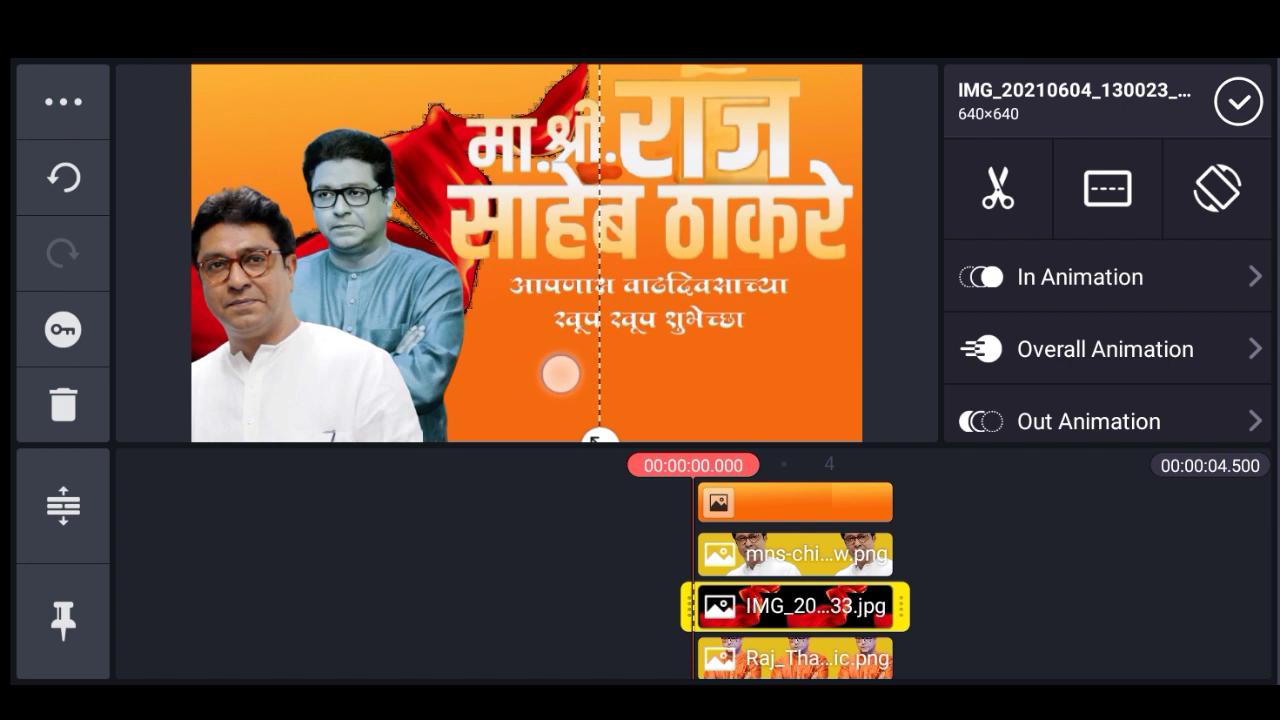 IMG_20210604_130023_...
640×640
मा.श्री.राज
साहेब ठाकरे
आपणास वाढदिवसाच्या
खूप खूप शुभेच्छा
In Animation
Overall Animation
Out Animation
00:00:00.000
4
00:00:04.500
mns-chi...w.png
IMG_20...33.jpg
Raj_Tha...ic.png